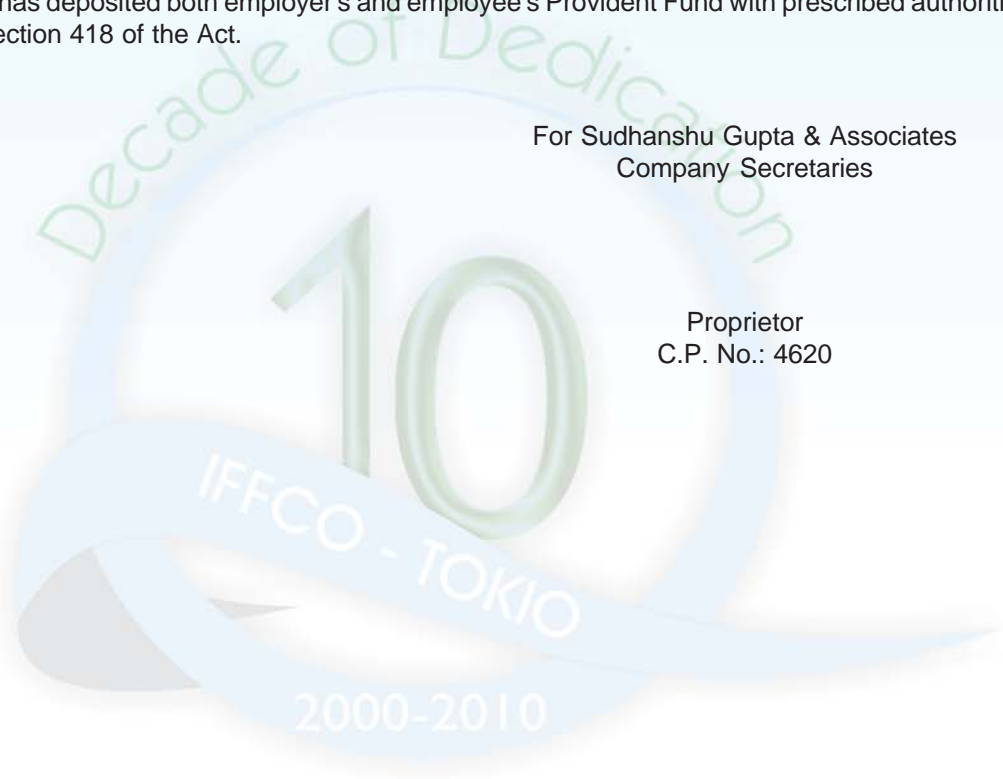 has deposited both employer's and employee's Provident Fund with prescribed
ection 418 of the Act.
Decade of Dedication
For Sudhanshu Gupta & Associates
Company Secretaries
10
Proprietor
C.P. No.: 4620
IFFCO - TOKIO
2000-2010